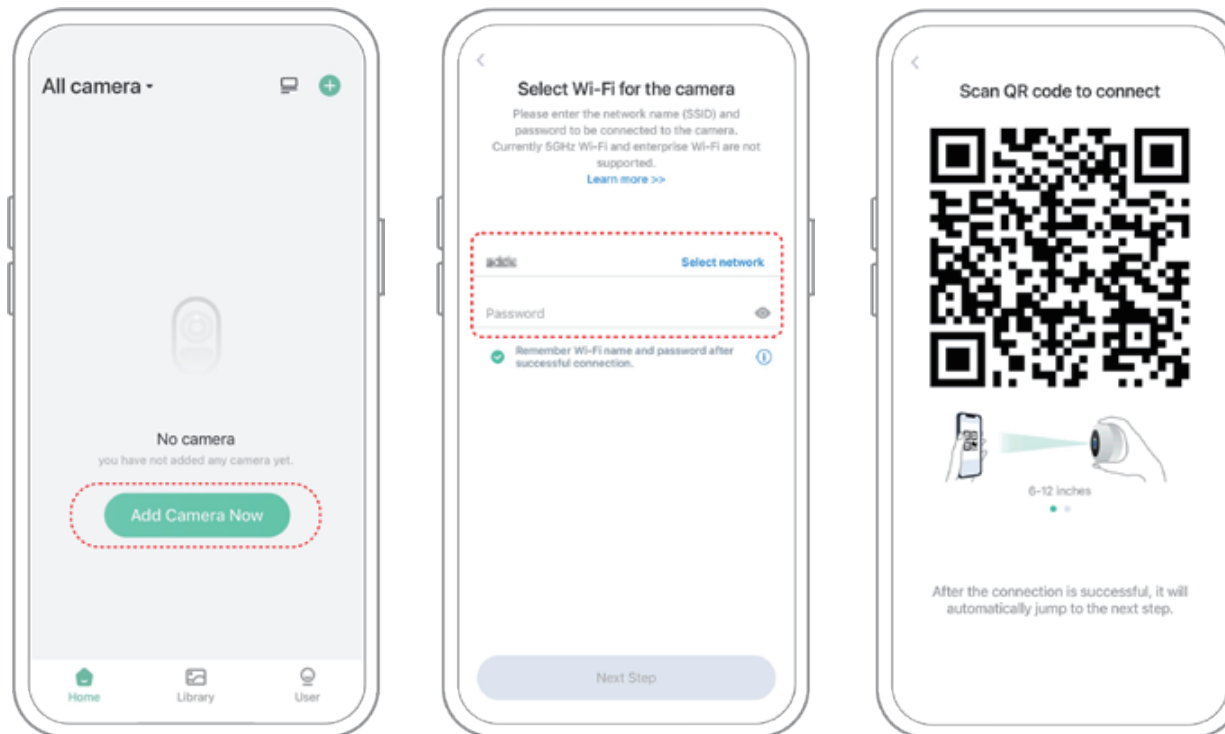 All camera
No camera
you have not added any camera yet.
Add Camera Now
Home
Library
User
Select Wi-Fi for the camera
Please enter the network name (SSID) and
password to be connected to the camera.
Currently 5GHz Wi-Fi and enterprise Wi-Fi are not
supported.
Learn more >>
Select network
Password
Remember Wi-Fi name and password after
successful connection.
Next Step
Scan QR code to connect
6-12 inches
After the connection is successful, it will
automatically jump to the next step.